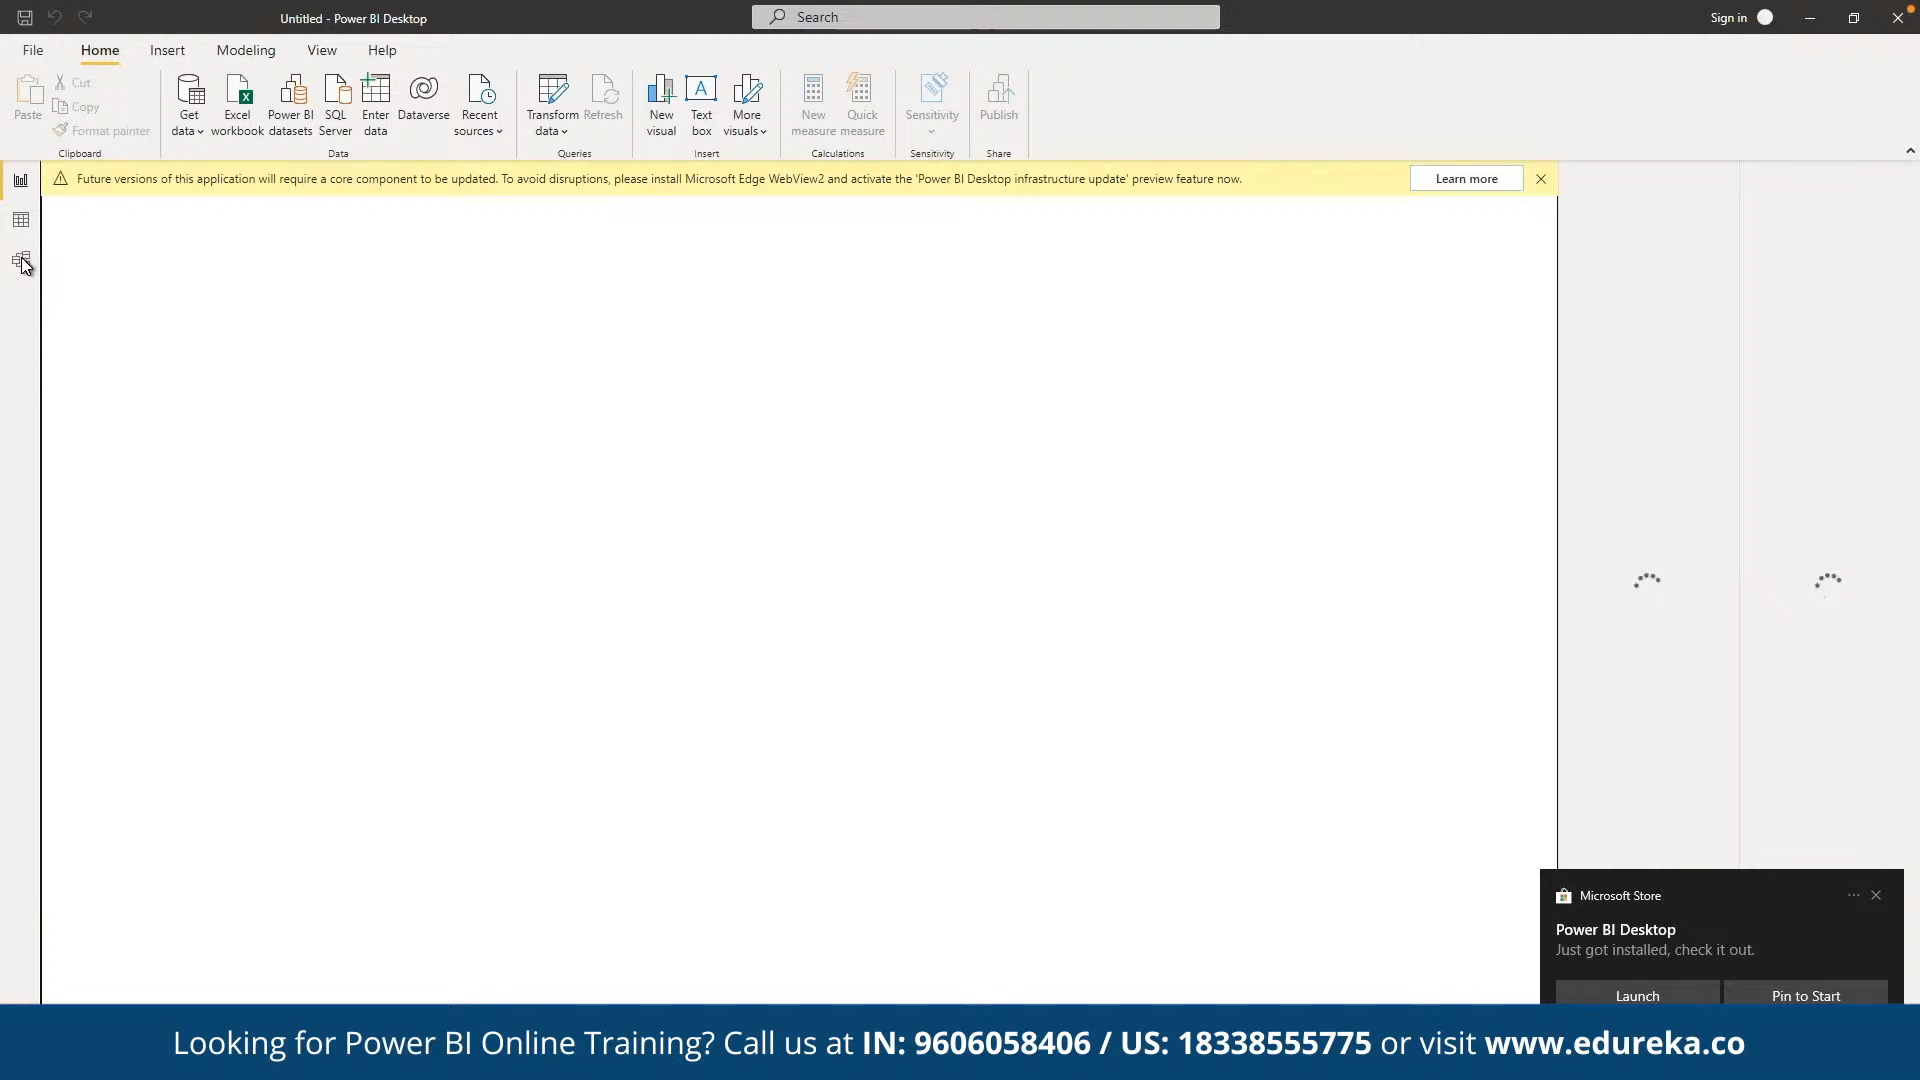 Untitled - Power BI Desktop
Search
Sign in
File
Home
Insert
Modeling
View
Help
Paste
Cut
Copy
Format painter
Clipboard
Get data
Excel workbook
Power BI datasets
SQL Server
Enter data
Dataverse
Recent sources
Data
Transform data
Refresh
Queries
New visual
Text box
More visuals
Insert
New measure
Quick measure
Calculations
Sensitivity
Sensitivity
Publish
Share
Future versions of this application will require a core component to be updated. To avoid disruptions, please install Microsoft Edge WebView2 and activate the 'Power BI Desktop infrastructure update' preview feature now.
Learn more
Microsoft Store
Power BI Desktop
Just got installed, check it out.
Launch
Pin to Start
Looking for Power BI Online Training? Call us at IN: 9606058406 / US: 18338555775 or visit www.edureka.co